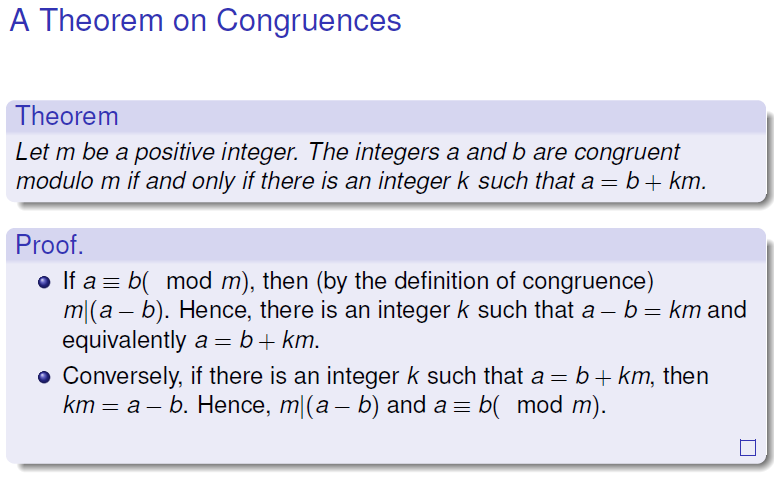 A Theorem on Congruences
Theorem
Let m be a positive integer. The integers a and b are congruent
modulo m if and only if there is an integer k such that a = b + km.
Proof.
If a ≡ b( mod m), then (by the definition of congruence)
m|(a − b). Hence, there is an integer k such that a − b = km and
equivalently a = b + km.
Conversely, if there is an integer k such that a = b + km, then
km = a − b. Hence, m|(a − b) and a ≡ b( mod m).